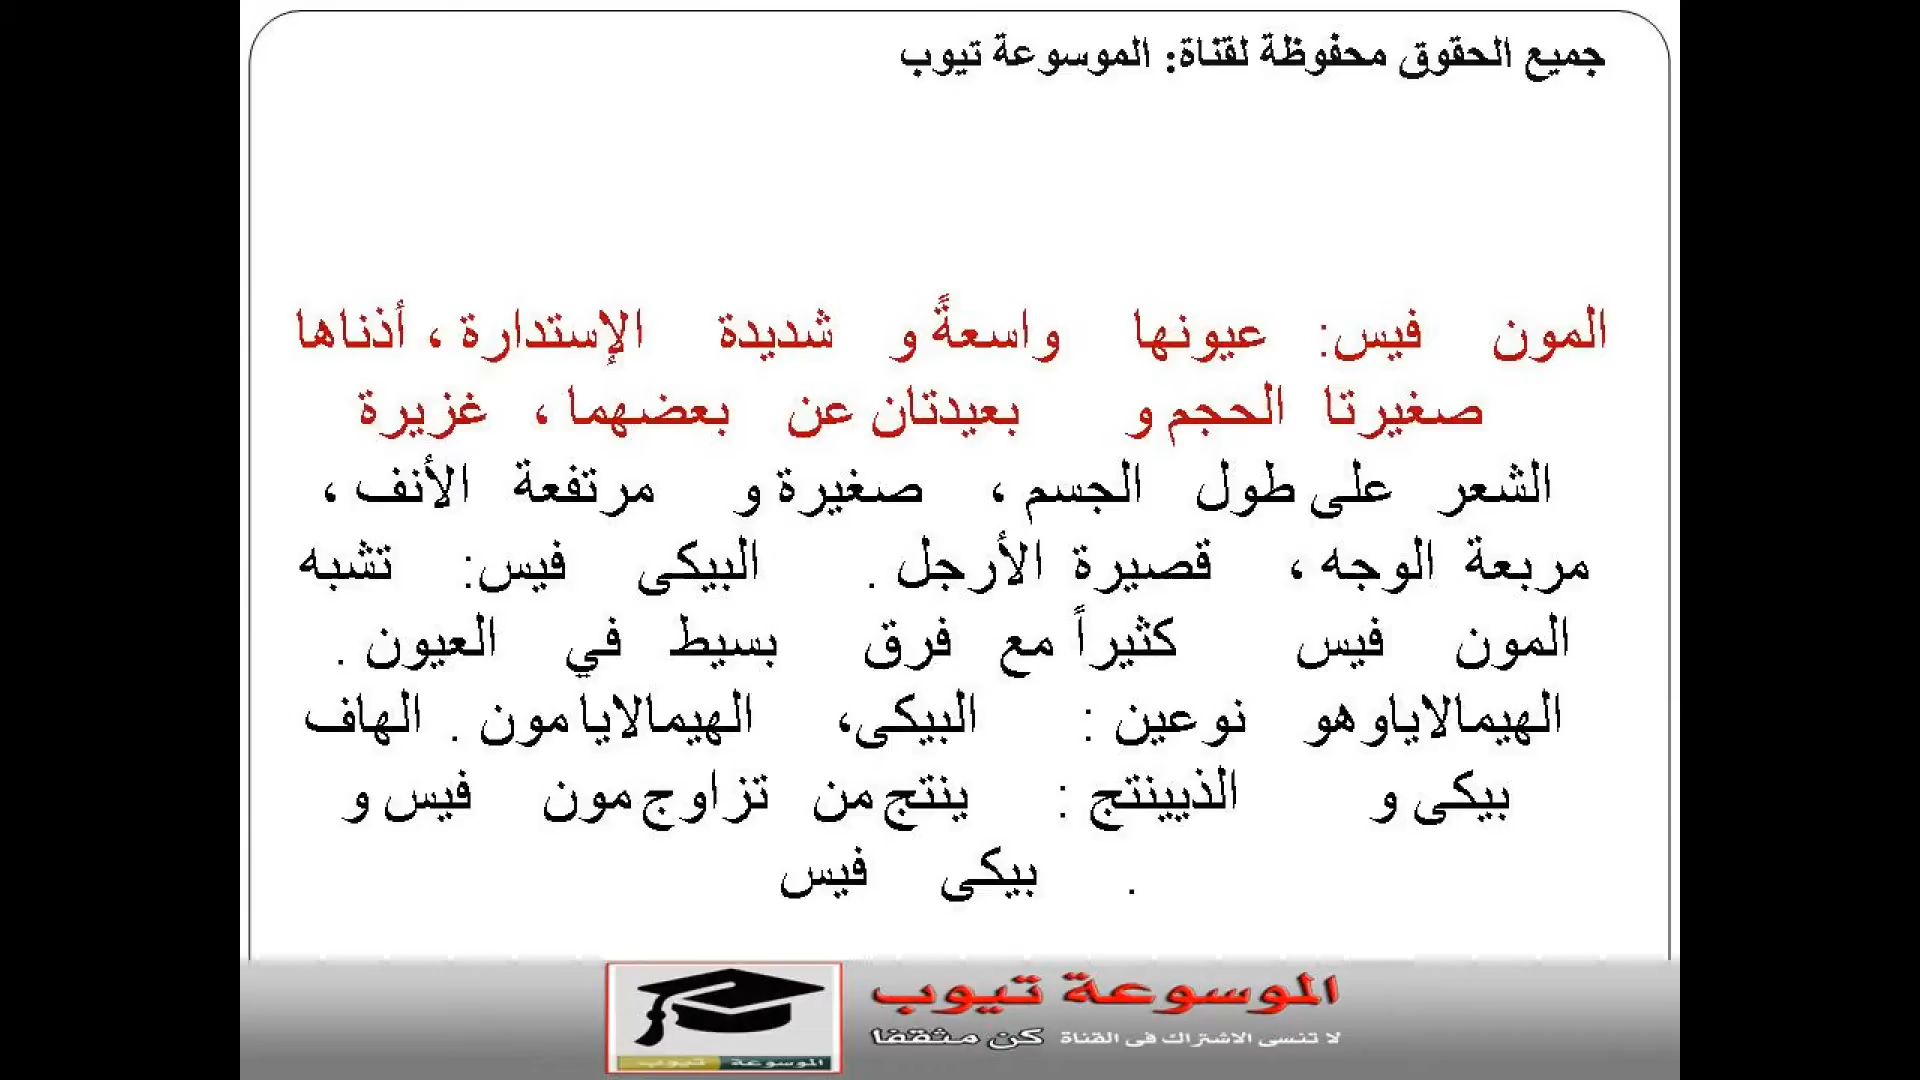 جميع الحقوق محفوظة لقناة: الموسوعة تيوب
المون فيس: عيونها واسعةً و شديدة الإستدارة ، أذناها
صغيرتا الحجم و بعيدتان عن بعضهما ، غزيرة
الشعر على طول الجسم ، صغيرة و مرتفعة الأنف ،
مربعة الوجه ، قصيرة الأرجل . البيكى فيس: تشبه
المون فيس كثيراً مع فرق بسيط في العيون .
الهيمالاياوهو نوعين : البيكى، الهيمالايا مون . الهاف
بيكى و الذيينتج : ينتج من تزاوج مون فيس و
بيكى فيس .
الموسوعة تيوب
لا تنسى الاشتراك فى القناة كن مثقفا
الموسوعة تيوب